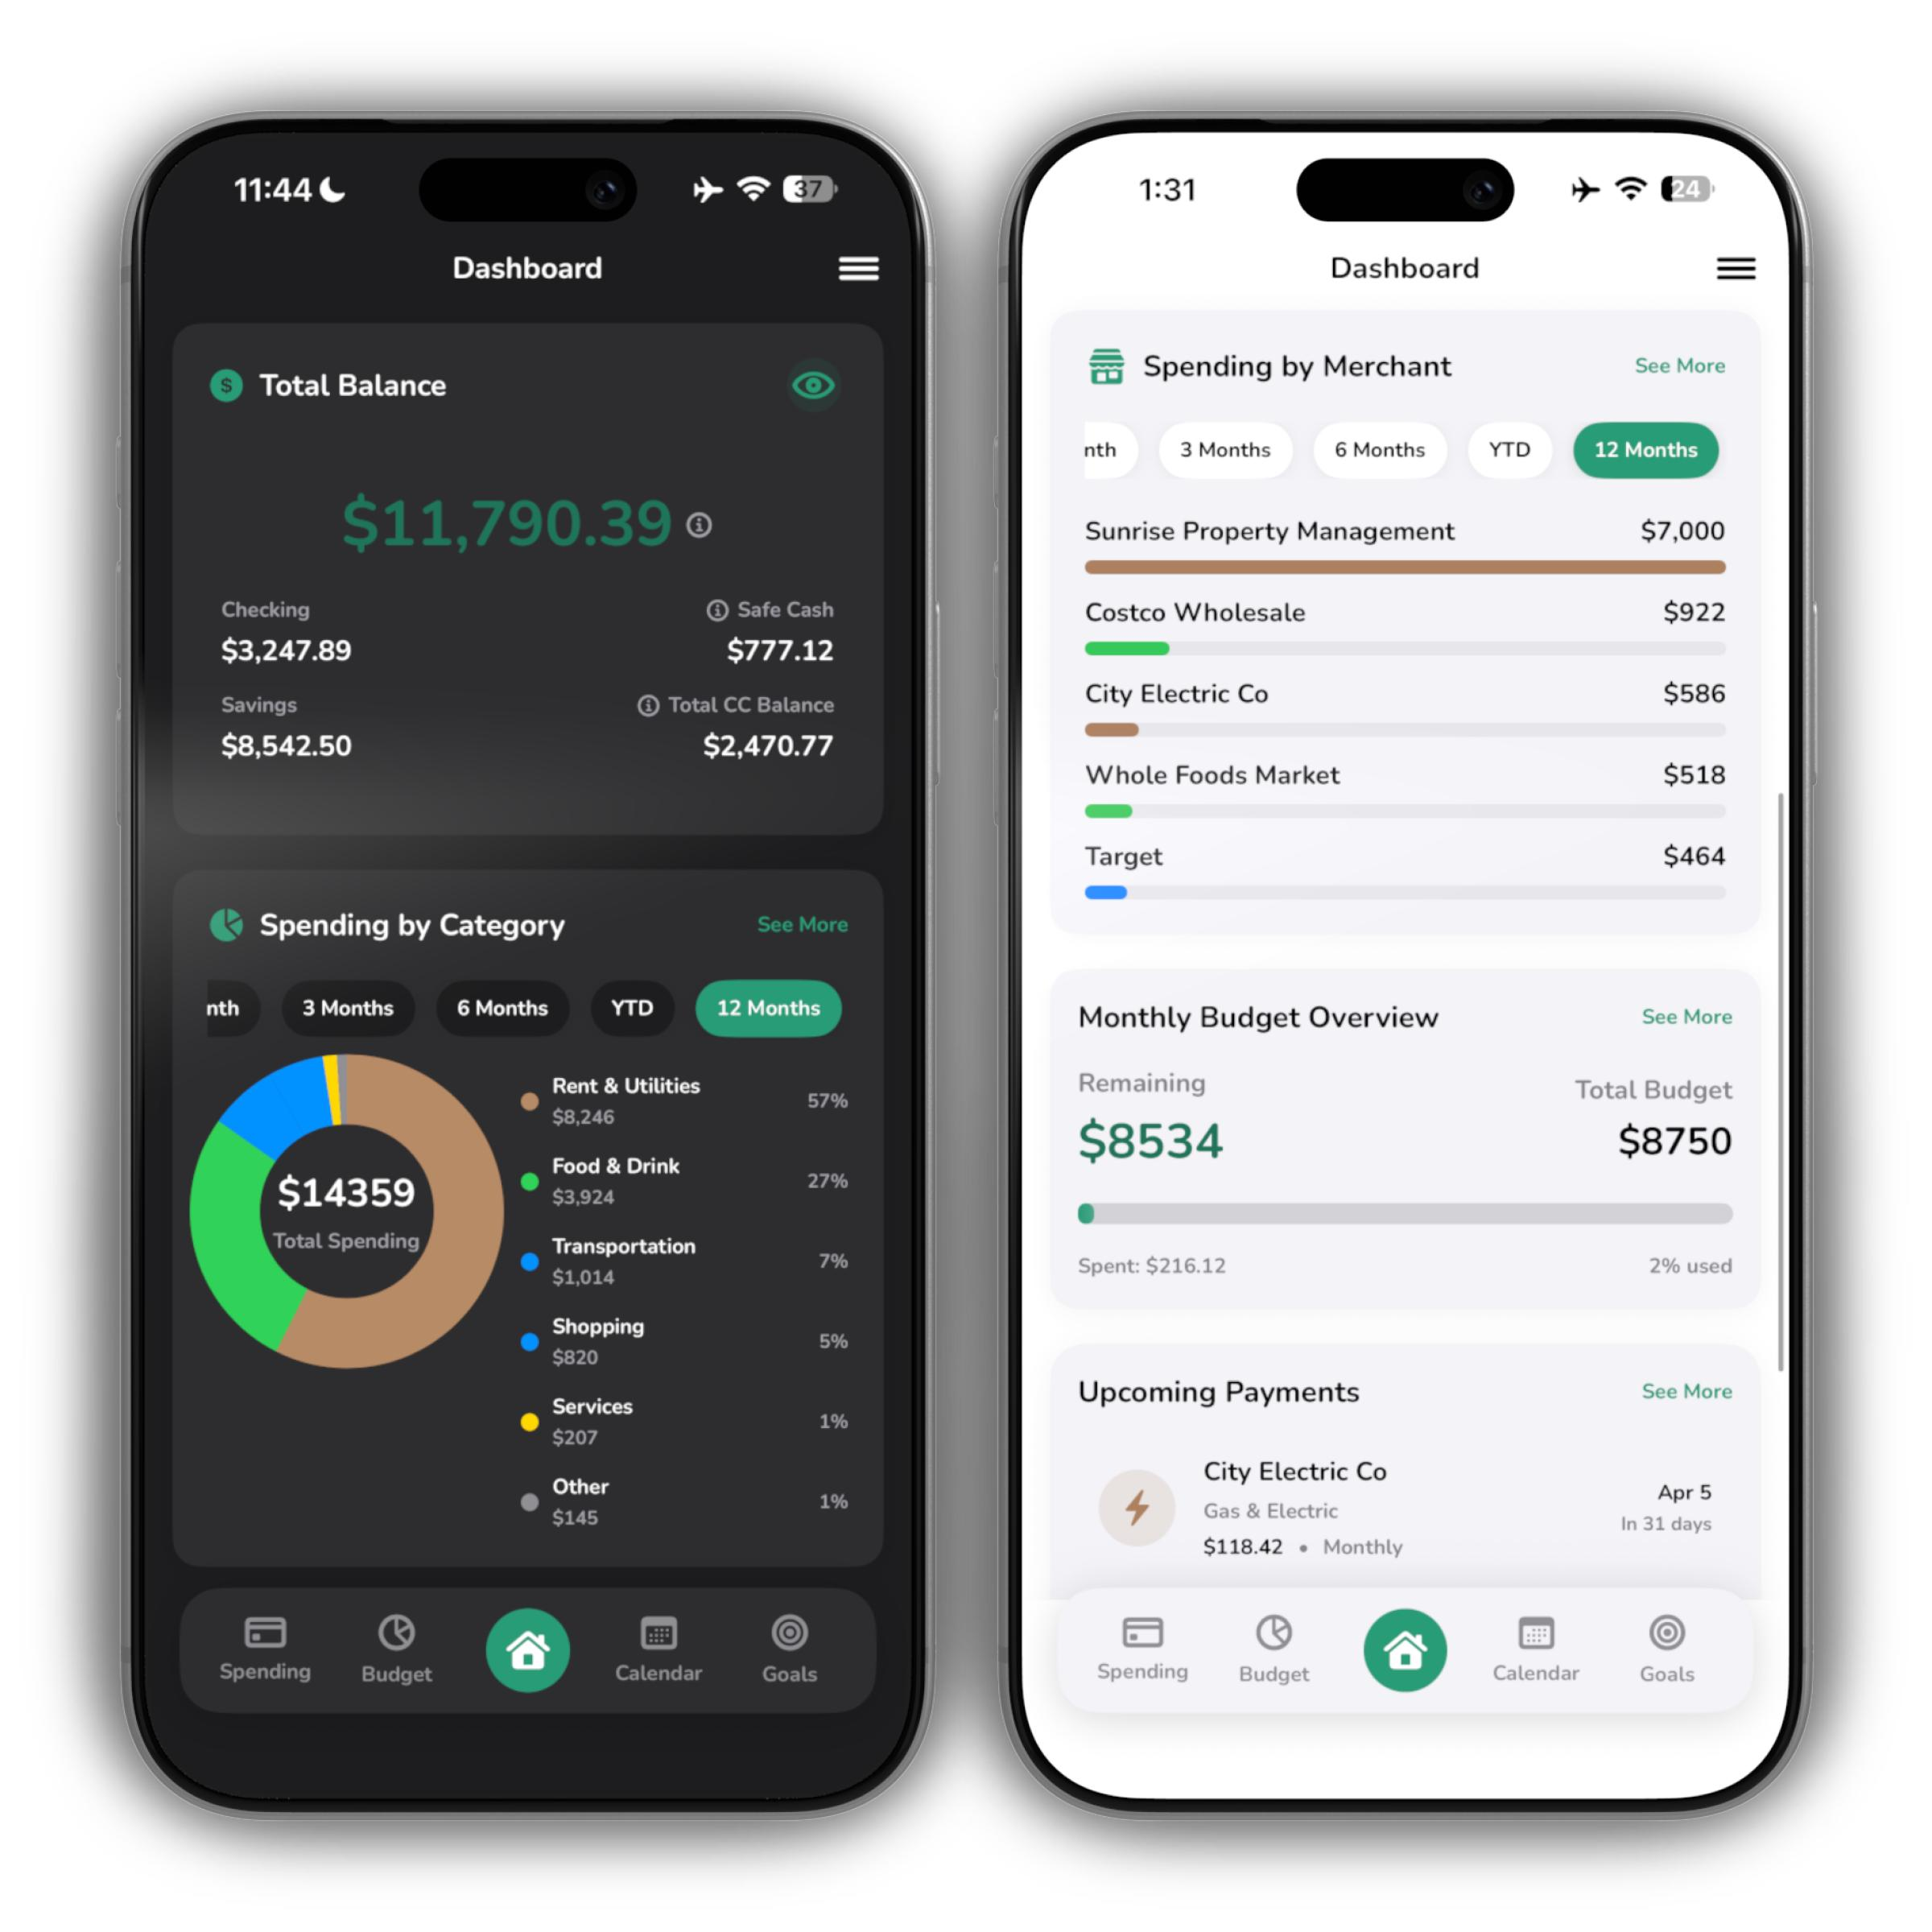 11:44
37
Dashboard
$ Total Balance
$11,790.39
Checking
Safe Cash
$3,247.89
$777.12
Savings
Total CC Balance
$8,542.50
$2,470.77
Spending by Category
See More
nth
3 Months
6 Months
YTD
12 Months
$14359
Total Spending
Rent & Utilities
$8,246
57%
Food & Drink
$3,924
27%
Transportation
$1,014
7%
Shopping
$820
5%
Services
$207
1%
Other
$145
1%
Spending
Budget
Calendar
Goals
1:31
24
Dashboard
Spending by Merchant
See More
nth
3 Months
6 Months
YTD
12 Months
Sunrise Property Management
$7,000
Costco Wholesale
$922
City Electric Co
$586
Whole Foods Market
$518
Target
$464
Monthly Budget Overview
See More
Remaining
Total Budget
$8534
$8750
Spent: $216.12
2% used
Upcoming Payments
See More
City Electric Co
Gas & Electric
$118.42 • Monthly
Apr 5
In 31 days
Spending
Budget
Calendar
Goals